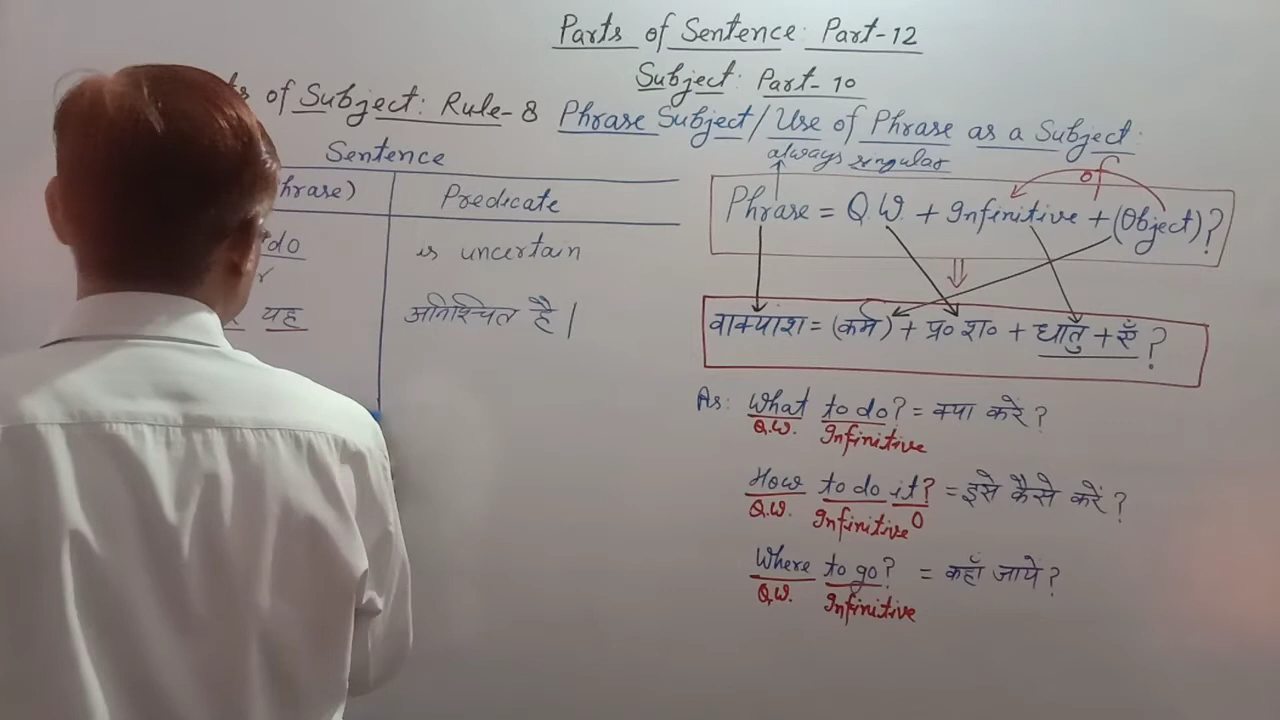 Parts of Sentence: Part-12
Subject: Part-10
of Subject: Rule-8 Phrase Subject/Use of Phrase as a Subject:
always singular
Sentence
Predicate
do
is uncertain
यह
अनिश्चित है|
of
Phrase = Q.W. + Infinitive + (Object)?
वाक्यांश = (कर्म) + प्र० श० + धातु + एँ?
As: What to do? = क्या करें?
Q.W. Infinitive
How to do it? = इसे कैसे करें?
Q.W. Infinitive O
Where to go? = कहाँ जाये?
Q.W. Infinitive